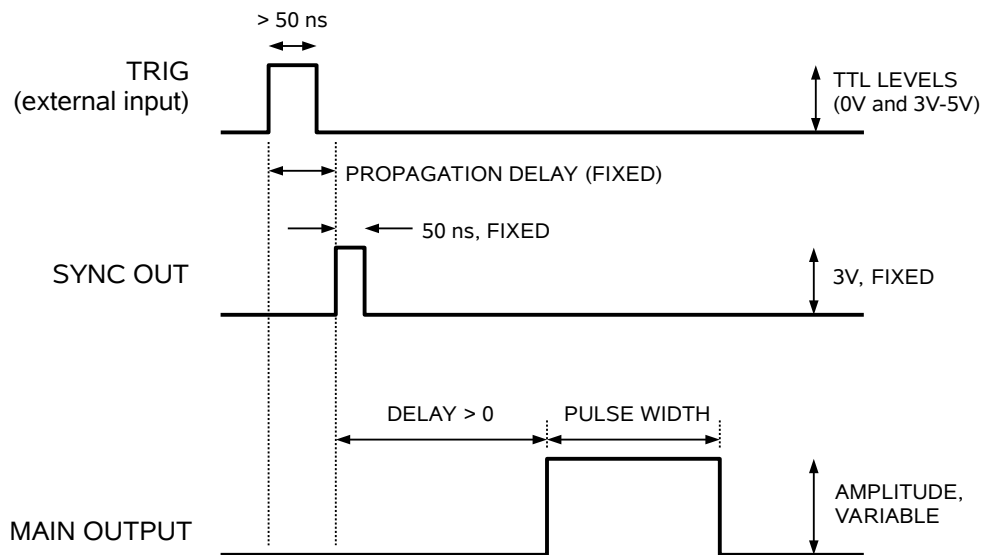 > 50 ns
TRIG
(external input)
TTL LEVELS
(0V and 3V-5V)
PROPAGATION DELAY (FIXED)
50 ns, FIXED
SYNC OUT
3V, FIXED
DELAY > 0
PULSE WIDTH
AMPLITUDE,
VARIABLE
MAIN OUTPUT